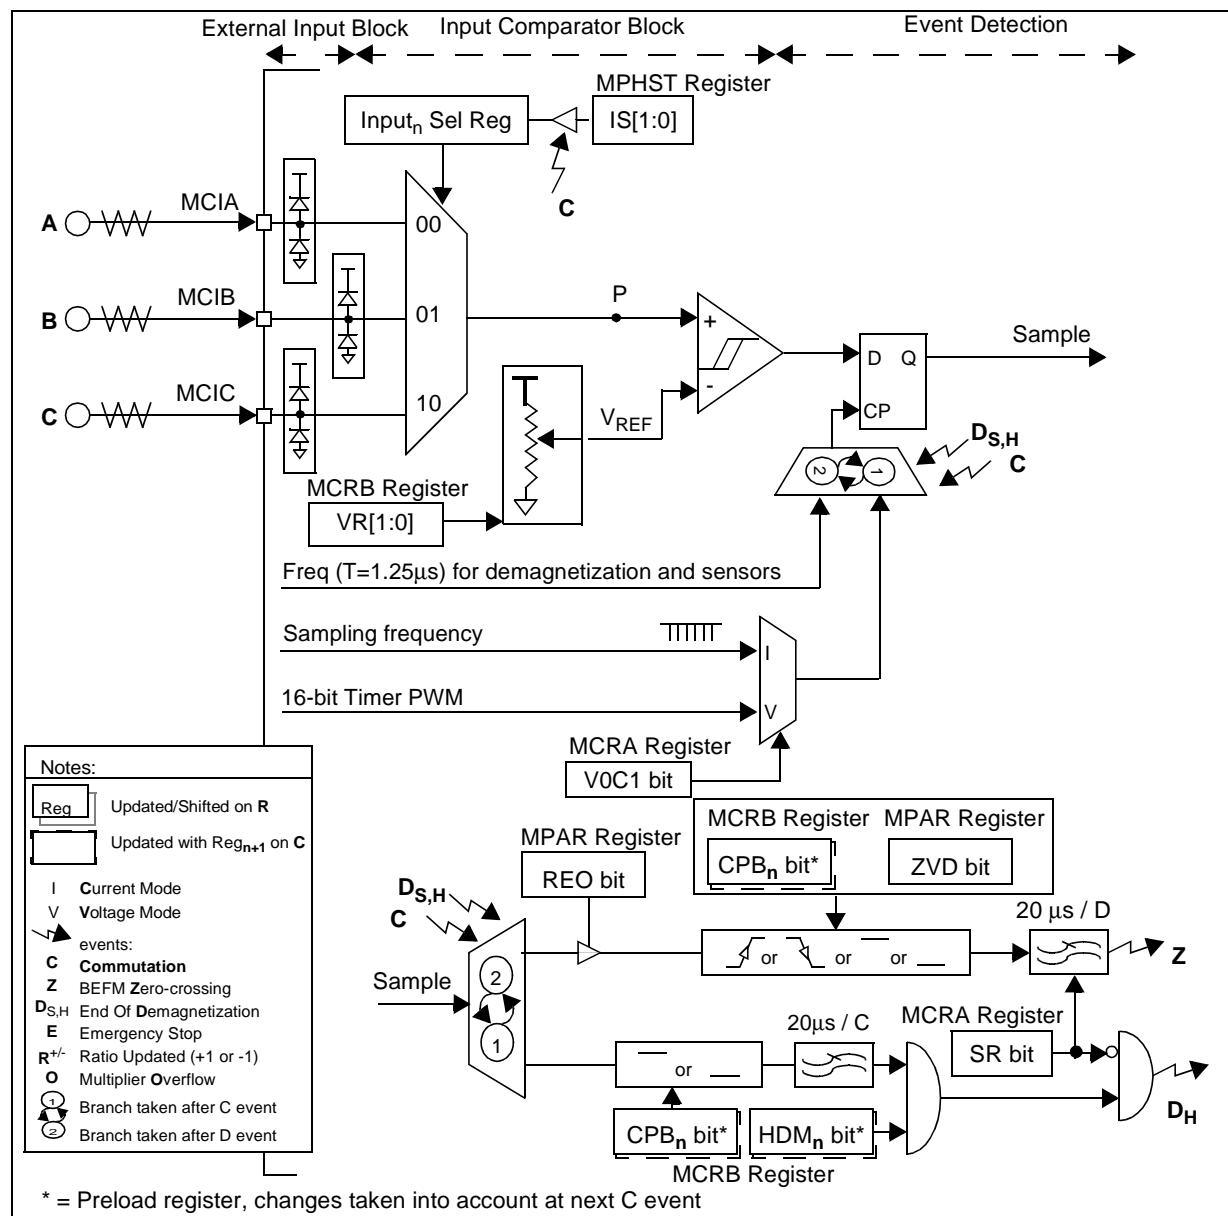 External Input Block
Input Comparator Block
Event Detection
MPHST Register
Inputn Sel Reg
IS[1:0]
C
A
MCIA
00
B
MCIB
01
P
+
-
D Q
CP
Sample
C
MCIC
10
VREF
DS,H
C
2
1
MCRB Register
VR[1:0]
Freq (T=1.25µs) for demagnetization and sensors
Sampling frequency
I
16-bit Timer PWM
V
MCRA Register
V0C1 bit
Notes:
Reg
Updated/Shifted on R
Updated with Regn+1 on C
I Current Mode
V Voltage Mode
events:
C Commutation
Z BEFM Zero-crossing
DS,H End Of Demagnetization
E Emergency Stop
R+/- Ratio Updated (+1 or -1)
O Multiplier Overflow
1 Branch taken after C event
2 Branch taken after D event
MCRB Register
MPAR Register
CPBn bit*
ZVD bit
MPAR Register
REO bit
DS,H
C
20 µs / D
or or or
Z
Sample
2
1
20µs / C
MCRA Register
SR bit
or
DH
CPBn bit*
HDMn bit*
MCRB Register
* = Preload register, changes taken into account at next C event